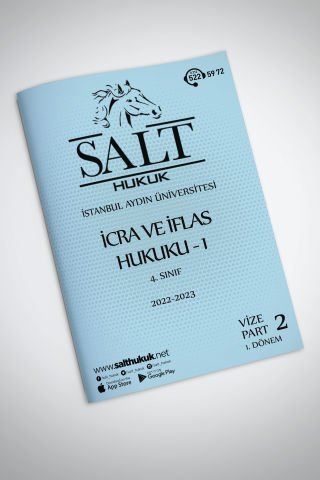 522 59 72
SALT
HUKUK
İSTANBUL AYDIN ÜNİVERSİTESİ
İCRA VE İFLAS
HUKUKU - I
4. SINIF
2022-2023
VİZE
PART 2
1. DÖNEM
www.salthukuk.net
App Store
Google Play